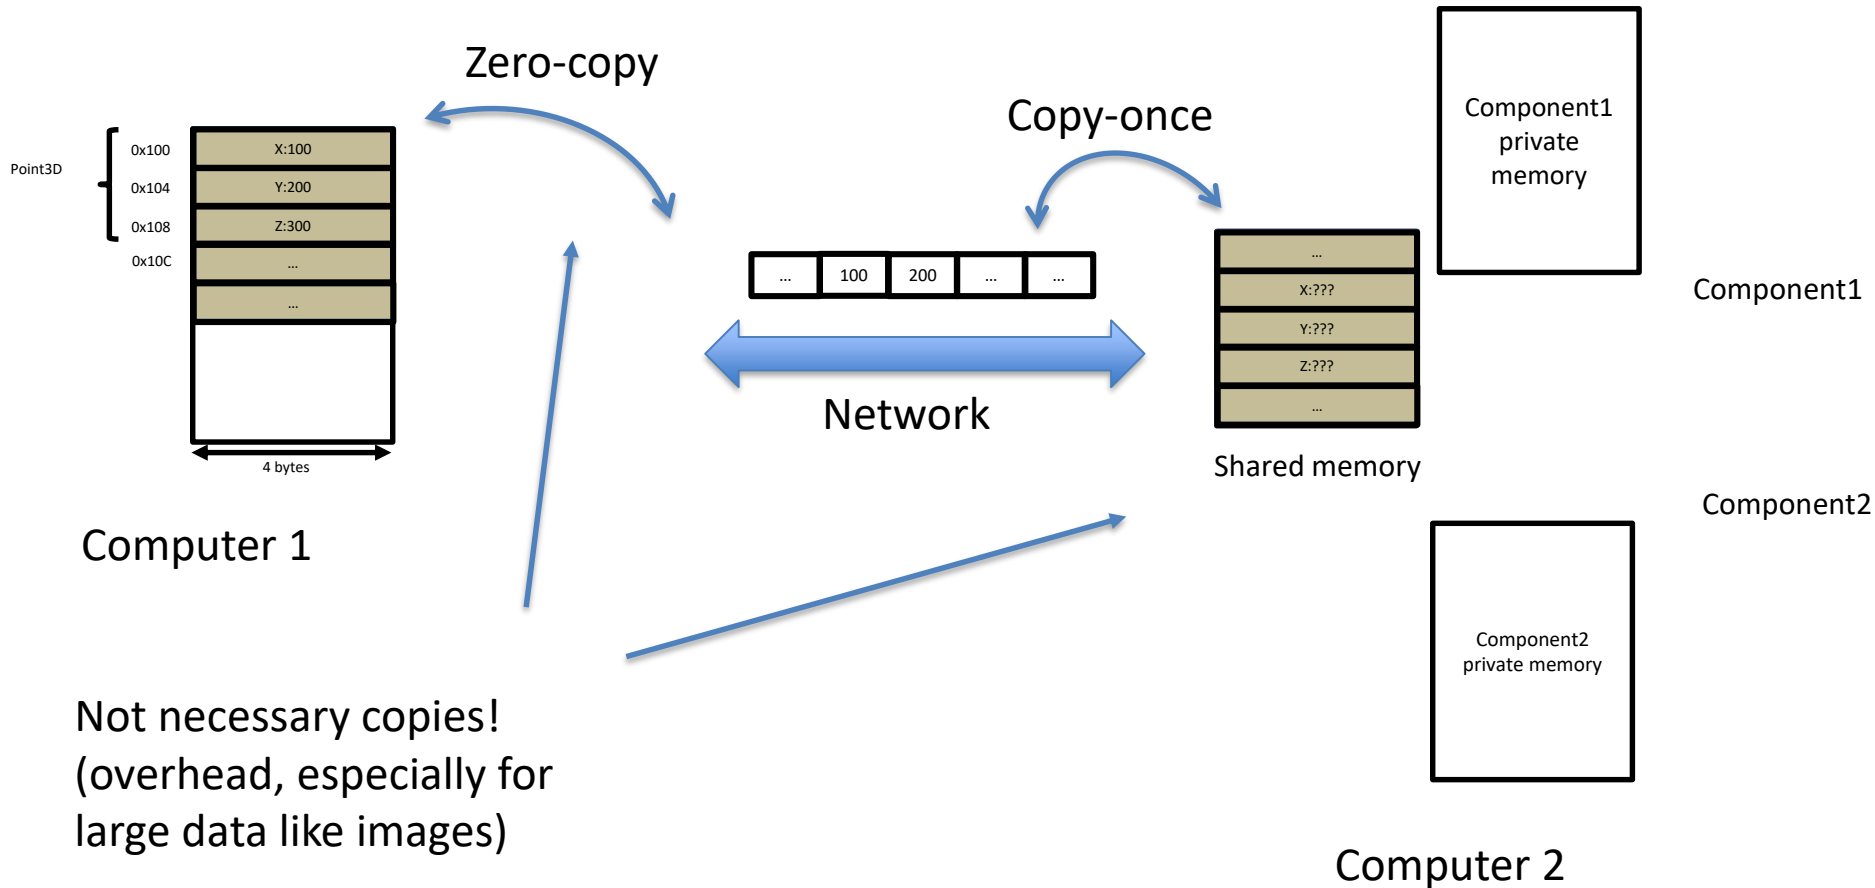 Zero-copy
Copy-once
Point3D
0x100
X:100
0x104
Y:200
0x108
Z:300
0x10C
...
...
4 bytes
Computer 1
... 100 200 ... ...
Network
...
X:???
Y:???
Z:???
...
Shared memory
Component1
private
memory
Component1
Component2
Component2
private memory
Computer 2
Not necessary copies!
(overhead, especially for
large data like images)